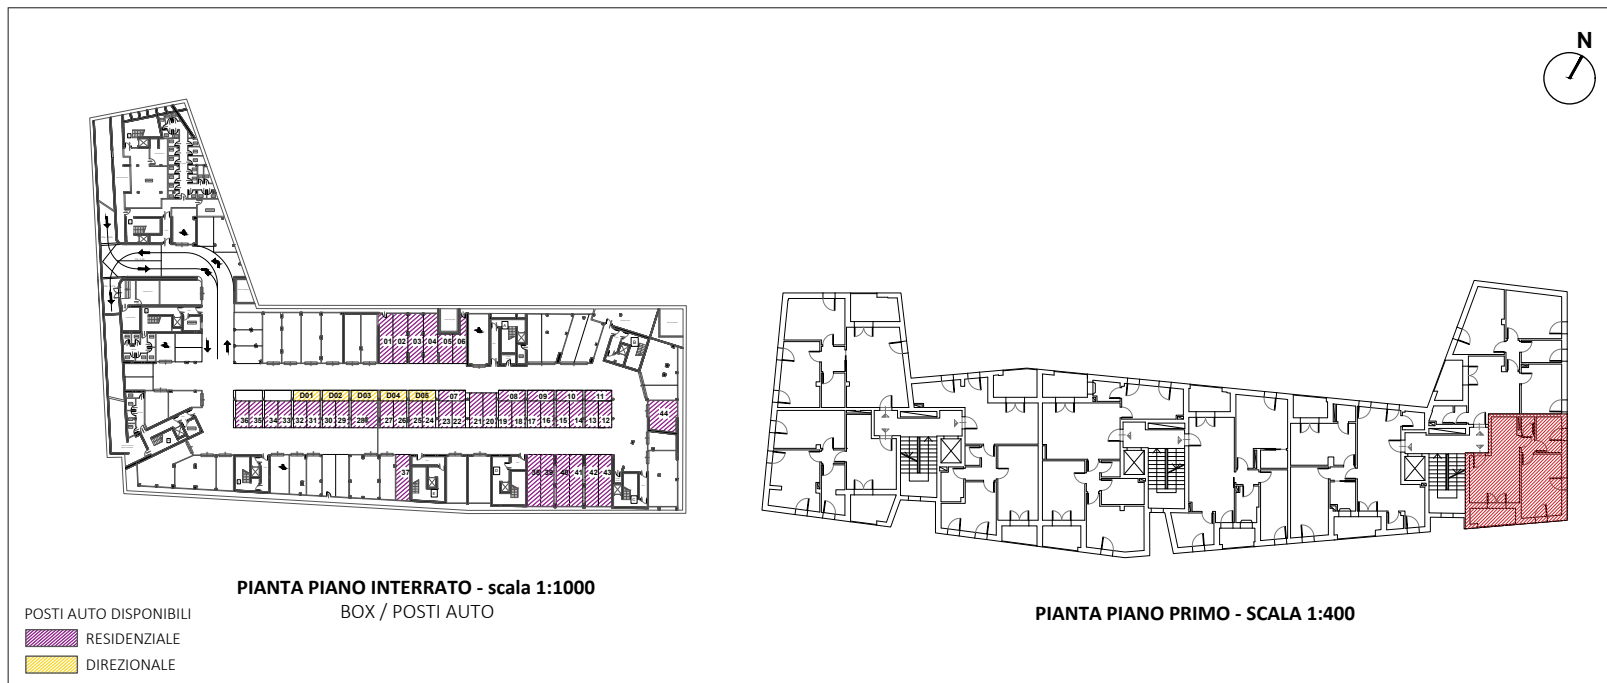 N
01 02 03 04 05 06
D01 D02 D03 D04 D05 07 08 09 10 11
36 35 34 33 32 31 30 29 28 27 26 25 24 23 22 21 20 19 18 17 16 15 14 13 12
44
37 38 39 40 41 42 43
PIANTA PIANO INTERRATO - scala 1:1000
BOX / POSTI AUTO
PIANTA PIANO PRIMO - SCALA 1:400
POSTI AUTO DISPONIBILI
RESIDENZIALE
DIREZIONALE